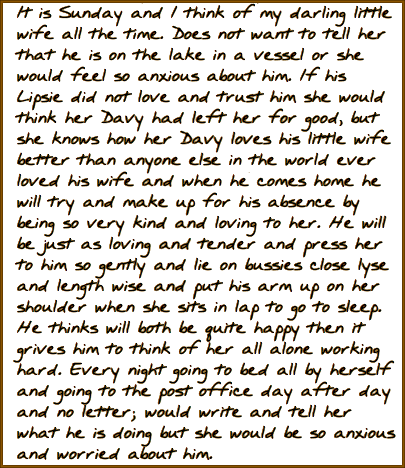 It is Sunday and I think of my darling little
wife all the time. Does not want to tell her
that he is on the lake in a vessel or she
would feel so anxious about him. If his
Lipsie did not love and trust him she would
think her Davy had left her for good, but
she knows how her Davy loves his little wife
better than anyone else in the world ever
loved his wife and when he comes home he
will try and make up for his absence by
being so very kind and loving to her. He will
be just as loving and tender and press her
to him so gently and lie on bussies close lyse
and length wise and put his arm up on her
shoulder when she sits in lap to go to sleep.
He thinks will both be quite happy then it
grives him to think of her all alone working
hard. Every night going to bed all by herself
and going to the post office day after day
and no letter; would write and tell her
what he is doing but she would be so anxious
and worried about him.